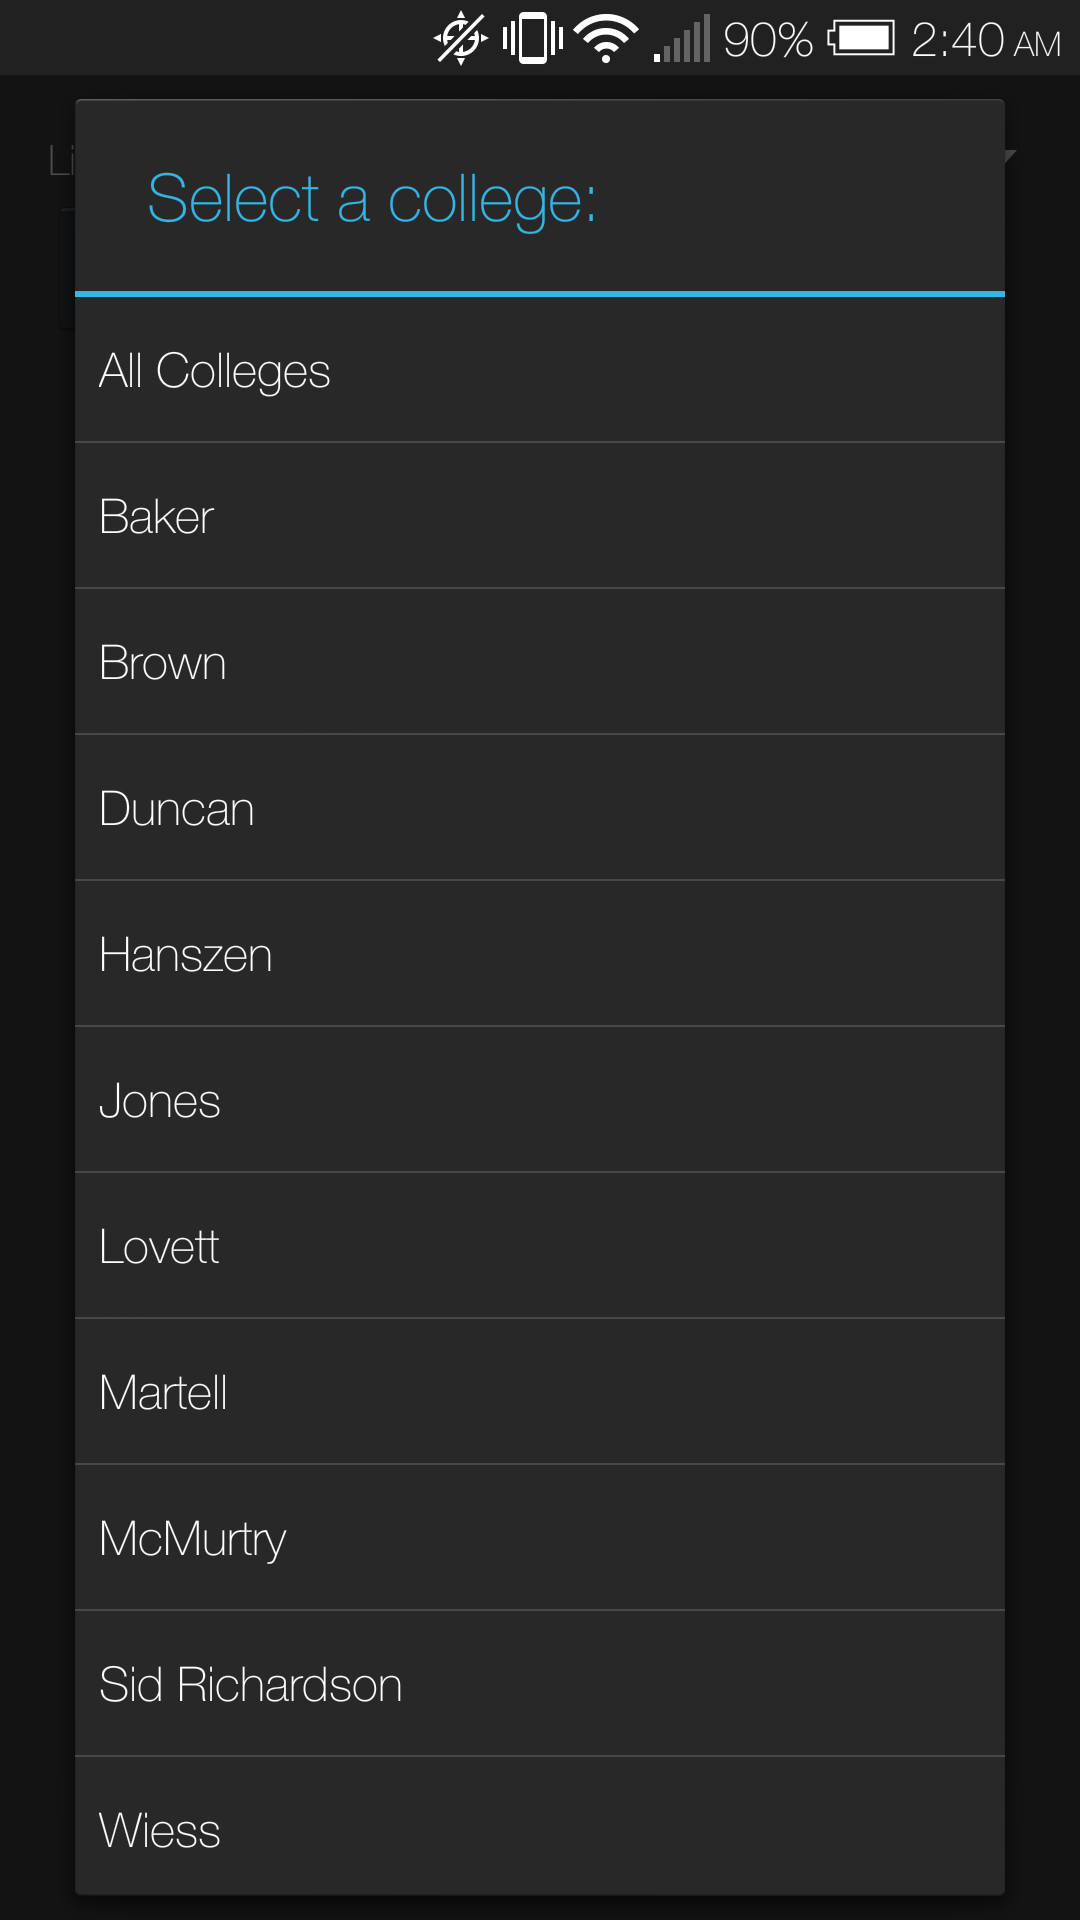 90% 2:40 AM
Li
Select a college:
All Colleges
Baker
Brown
Duncan
Hanszen
Jones
Lovett
Martell
McMurtry
Sid Richardson
Wiess